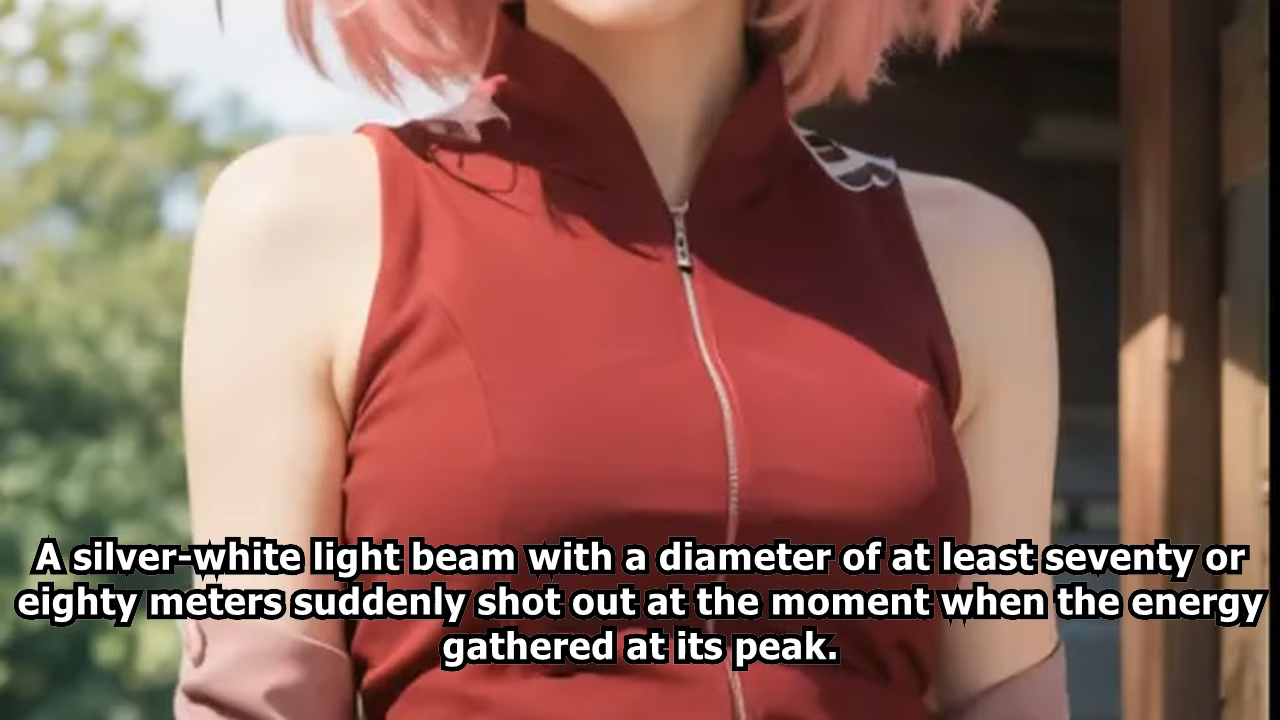 A silver-white light beam with a diameter of at least seventy or
eighty meters suddenly shot out at the moment when the energy
gathered at its peak.